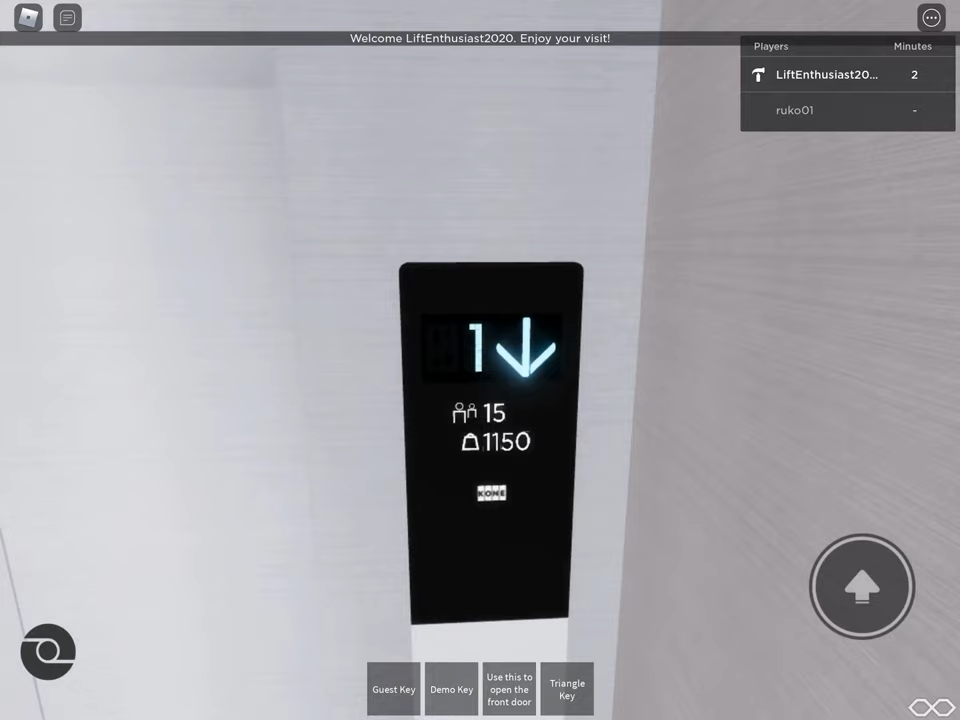 Welcome LiftEnthusiast2020. Enjoy your visit!
Players Minutes
LiftEnthusiast20... 2
ruko01 -
1
15
1150
KONE
Guest Key
Demo Key
Use this to
open the
front door
Triangle
Key